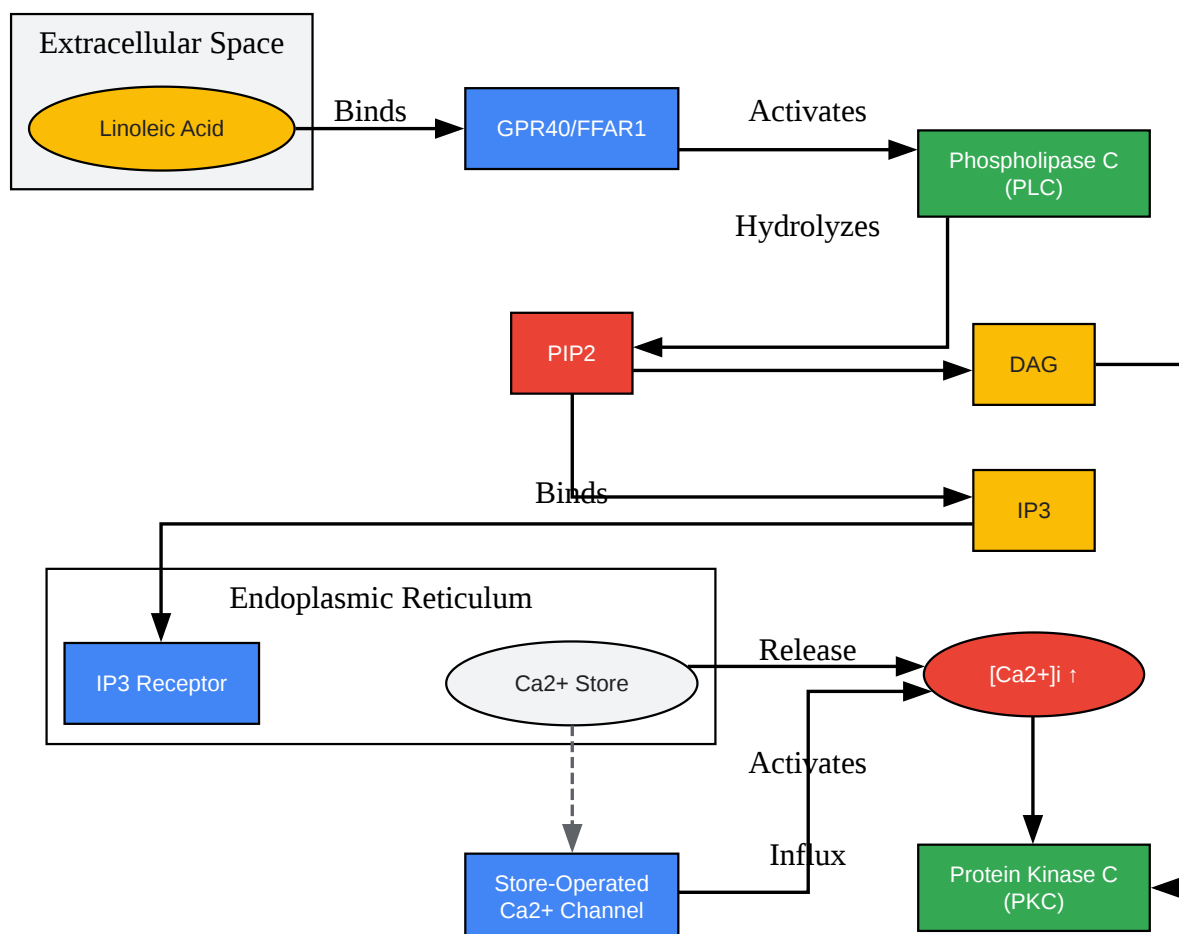 Extracellular Space
Linoleic Acid
Binds
GPR40/FFAR1
Activates
Phospholipase C
(PLC)
Hydrolyzes
PIP2
DAG
Binds
IP3
Endoplasmic Reticulum
IP3 Receptor
Ca2+ Store
Release
[Ca2+]i ↑
Activates
Influx
Store-Operated
Ca2+ Channel
Protein Kinase C
(PKC)